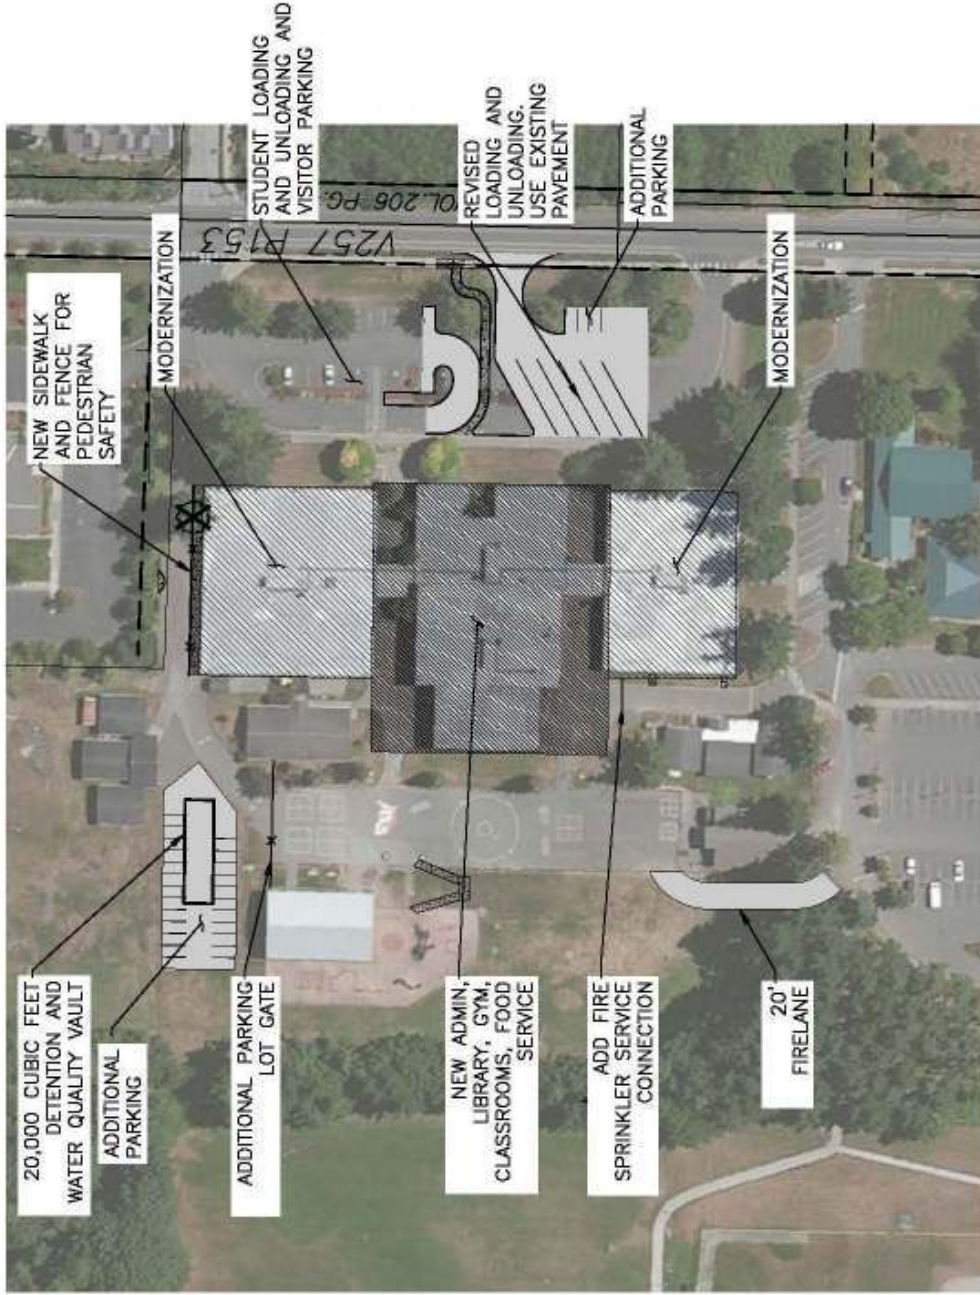 NEW SIDEWALK
AND FENCE FOR
PEDESTRIAN
SAFETY
MODERNIZATION
STUDENT LOADING
AND UNLOADING AND
VISITOR PARKING
V257 P153
VOL 206 PG.
REVISED
LOADING AND
UNLOADING.
USE EXISTING
PAVEMENT
ADDITIONAL
PARKING
MODERNIZATION
20,000 CUBIC FEET
DETENTION AND
WATER QUALITY VAULT
ADDITIONAL
PARKING
ADDITIONAL PARKING
LOT GATE
NEW ADMIN,
LIBRARY, GYM,
CLASSROOMS, FOOD
SERVICE
ADD FIRE
SPRINKLER SERVICE
CONNECTION
20'
FIRELANE